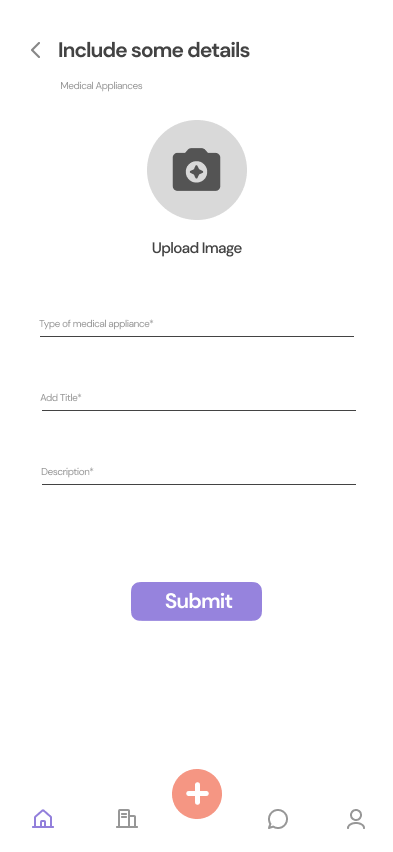 Include some details
Medical Appliances
Upload Image
Type of medical appliance*
Add Title*
Description*
Submit